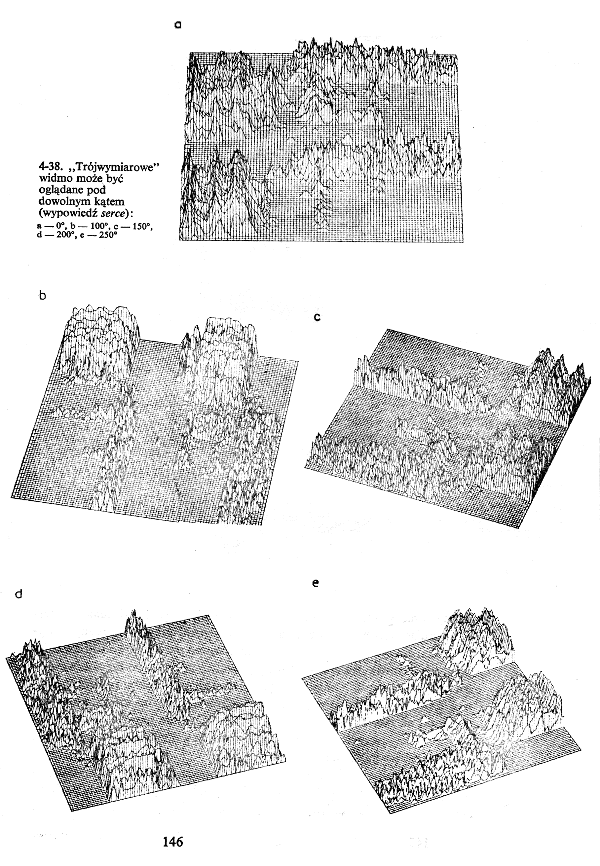 a
4-38. ,,Trójwymiarowe”
widmo może być
oglądane pod
dowolnym kątem
(wypowiedź serce):
a — 0°, b — 100°, c — 150°,
d — 200°, e — 250°
b
c
d
e
146